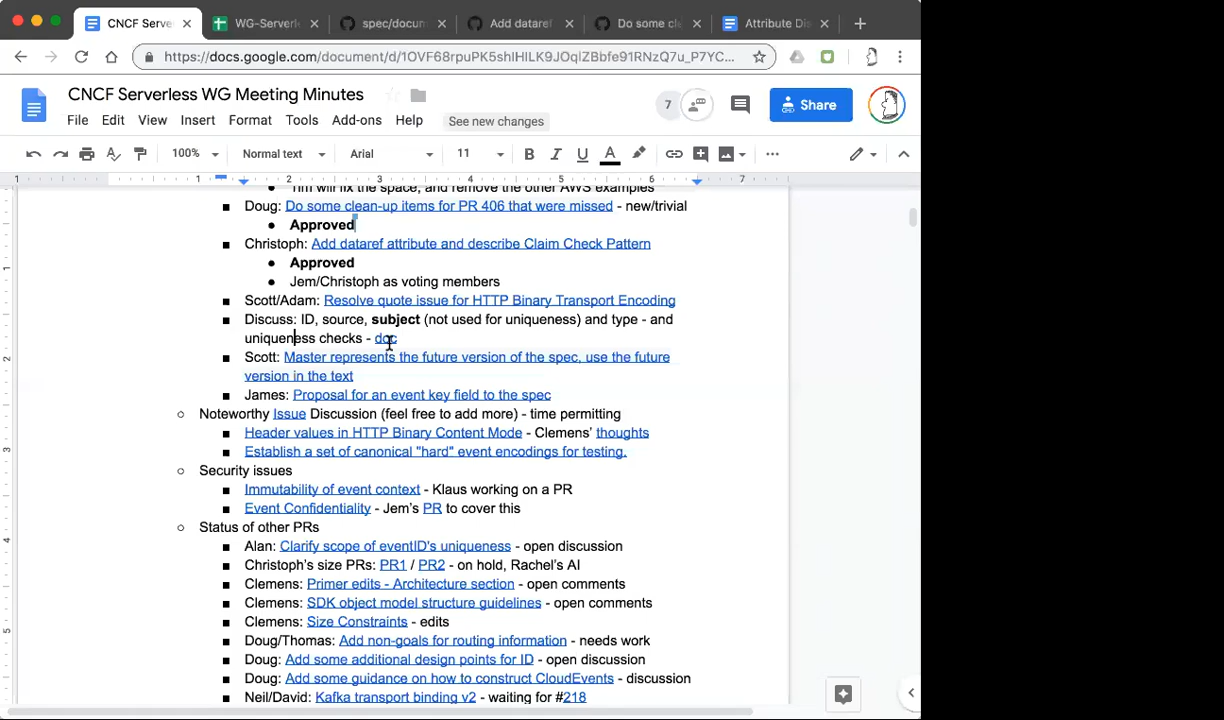 CNCF Serve
WG-Serverl
spec/docum
Add dataref
Do some cle
Attribute Dis
https://docs.google.com/document/d/1OVF68rpuPK5shIHILK9JOqlZBbfe91RNzQ7u_P7YC...
CNCF Serverless WG Meeting Minutes
7
Share
File Edit View Insert Format Tools Add-ons Help See new changes
100% Normal text Arial 11 B I U A
1 1 2 3 4 5 6 7
Tim will fix the space, and remove the other AWS examples
■ Doug: Do some clean-up items for PR 406 that were missed - new/trivial
● Approved
■ Christoph: Add dataref attribute and describe Claim Check Pattern
● Approved
● Jem/Christoph as voting members
■ Scott/Adam: Resolve quote issue for HTTP Binary Transport Encoding
■ Discuss: ID, source, subject (not used for uniqueness) and type - and
uniqueness checks - doc
■ Scott: Master represents the future version of the spec, use the future
version in the text
■ James: Proposal for an event key field to the spec
○ Noteworthy Issue Discussion (feel free to add more) - time permitting
■ Header values in HTTP Binary Content Mode - Clemens' thoughts
■ Establish a set of canonical "hard" event encodings for testing.
○ Security issues
■ Immutability of event context - Klaus working on a PR
■ Event Confidentiality - Jem's PR to cover this
○ Status of other PRs
■ Alan: Clarify scope of eventID's uniqueness - open discussion
■ Christoph's size PRs: PR1 / PR2 - on hold, Rachel's AI
■ Clemens: Primer edits - Architecture section - open comments
■ Clemens: SDK object model structure guidelines - open comments
■ Clemens: Size Constraints - edits
■ Doug/Thomas: Add non-goals for routing information - needs work
■ Doug: Add some additional design points for ID - open discussion
■ Doug: Add some guidance on how to construct CloudEvents - discussion
■ Neil/David: Kafka transport binding v2 - waiting for #218